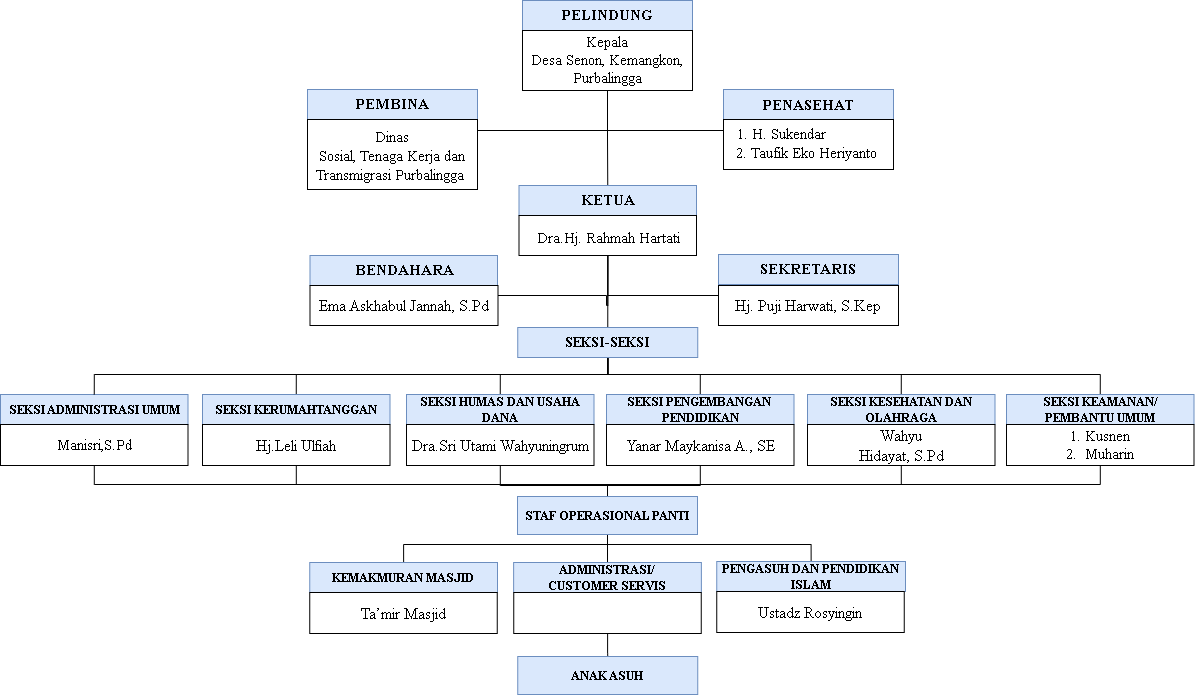 PELINDUNG
Kepala
Desa Senon, Kemangkon,
Purbalingga
PEMBINA
Dinas
Sosial, Tenaga Kerja dan
Transmigrasi Purbalingga
PENASEHAT
1. H. Sukendar
2. Taufik Eko Heriyanto
KETUA
Dra.Hj. Rahmah Hartati
BENDAHARA
Ema Askhabul Jannah, S.Pd
SEKRETARIS
Hj. Puji Harwati, S.Kep
SEKSI-SEKSI
SEKSI ADMINISTRASI UMUM
Manisri,S.Pd
SEKSI KERUMAHTANGGAN
Hj.Leli Ulfiah
SEKSI HUMAS DAN USAHA
DANA
Dra.Sri Utami Wahyuningrum
SEKSI PENGEMBANGAN
PENDIDIKAN
Yanar Maykanisa A., SE
SEKSI KESEHATAN DAN
OLAHRAGA
Wahyu
Hidayat, S.Pd
SEKSI KEAMANAN/
PEMBANTU UMUM
1. Kusnen
2. Muharin
STAF OPERASIONAL PANTI
KEMAKMURAN MASJID
Ta’mir Masjid
ADMINISTRASI/
CUSTOMER SERVIS
PENGASUH DAN PENDIDIKAN
ISLAM
Ustadz Rosyingin
ANAK ASUH